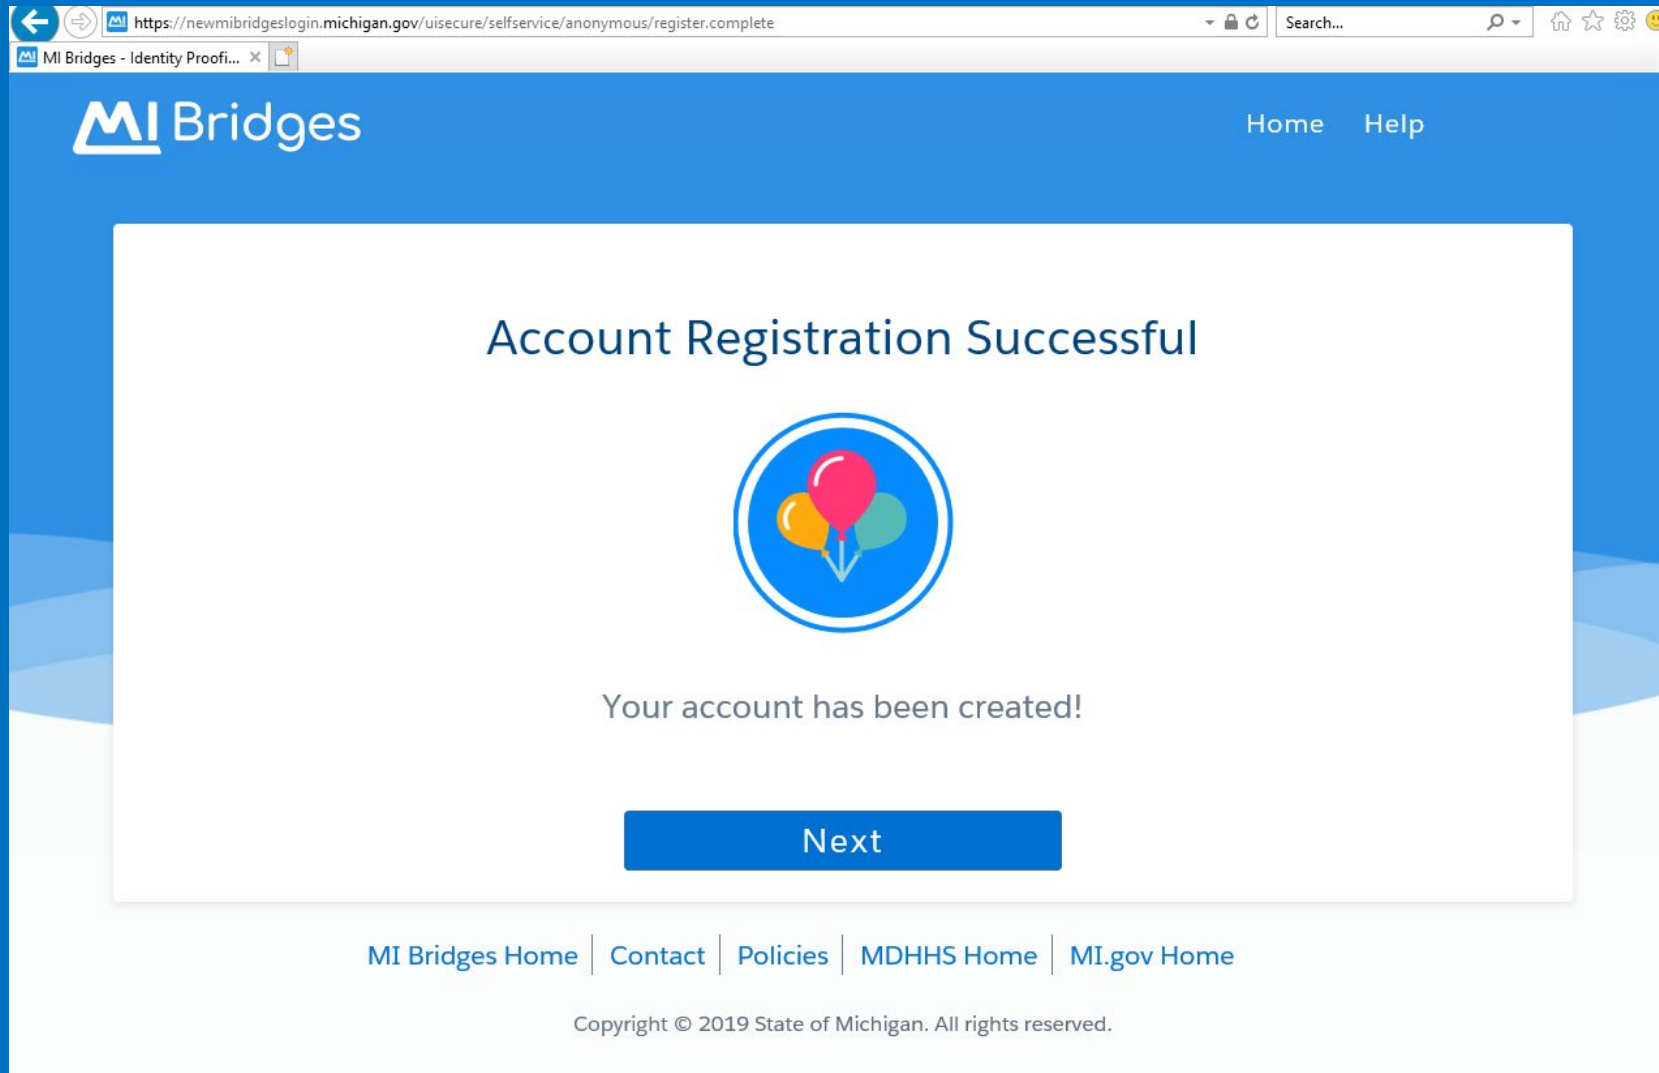 https://newmibridgeslogin.michigan.gov/uisecure/selfservice/anonymous/register.complete
Search...
MI Bridges - Identity Proofi...
MI Bridges
Home Help
Account Registration Successful
Your account has been created!
Next
MI Bridges Home Contact Policies MDHHS Home MI.gov Home
Copyright © 2019 State of Michigan. All rights reserved.